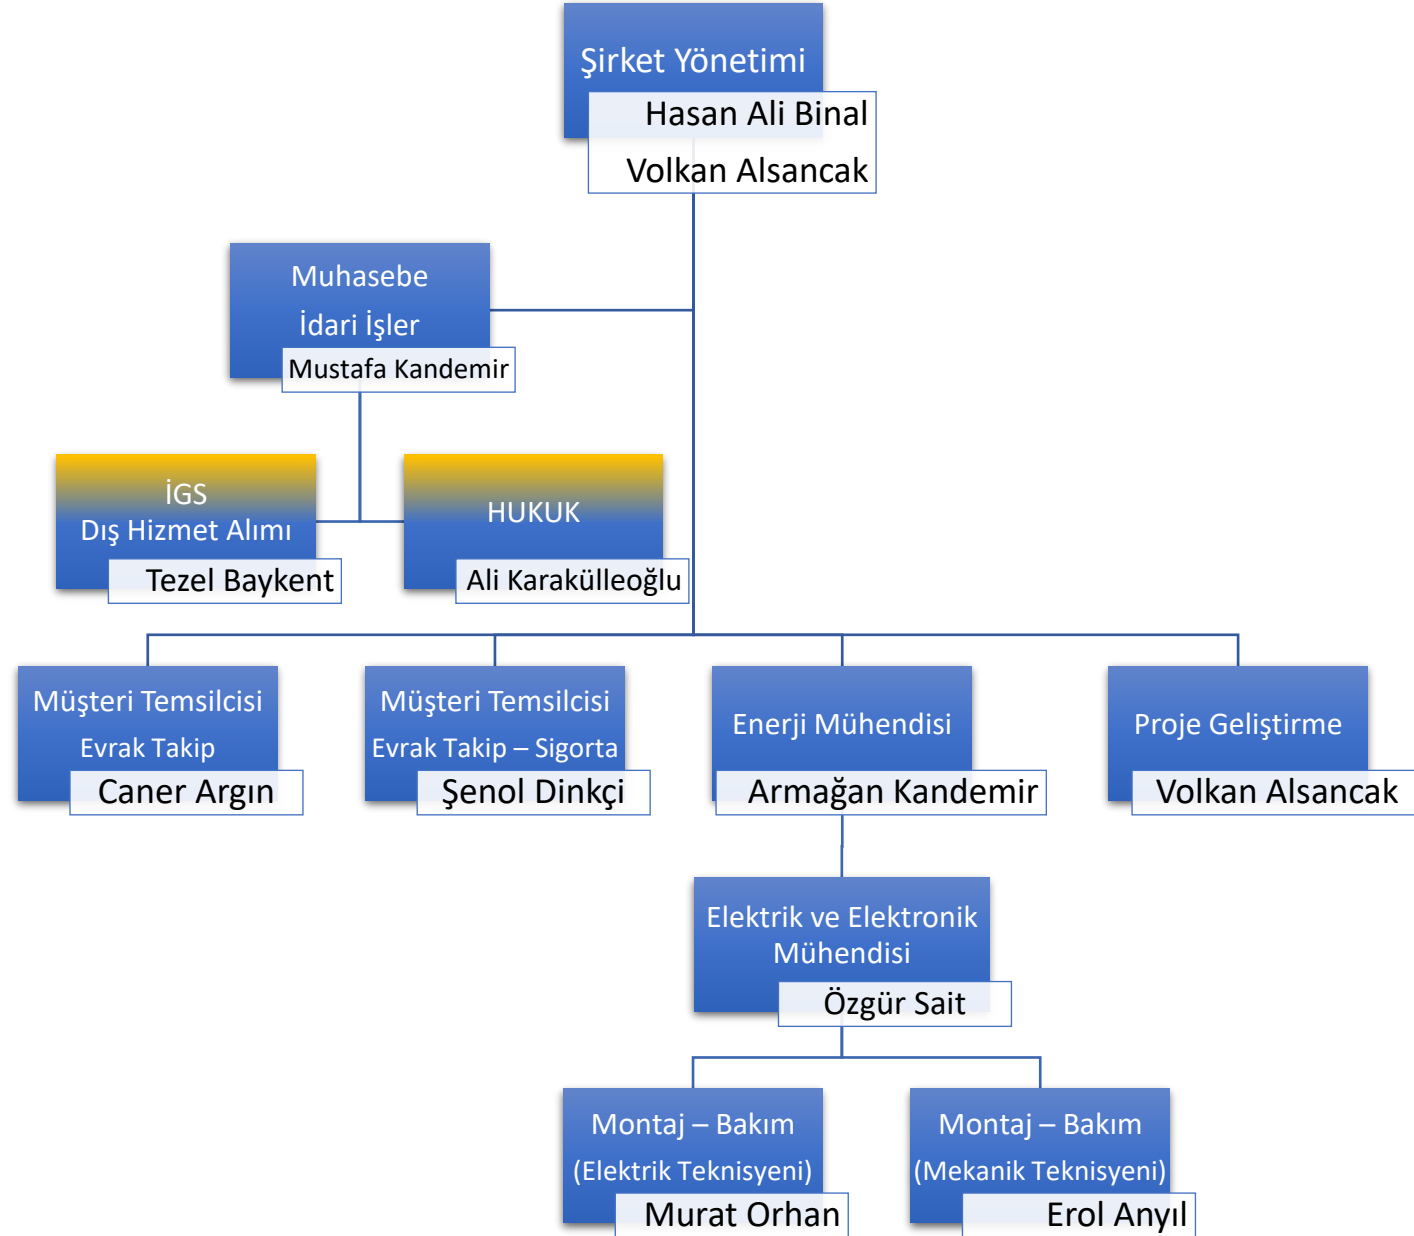 Şirket Yönetimi
Hasan Ali Binal
Volkan Alsancak
Muhasebe
İdari İşler
Mustafa Kandemir
İGS
Dış Hizmet Alımı
Tezel Baykent
HUKUK
Ali Karakülleoğlu
Müşteri Temsilcisi
Evrak Takip
Caner Argın
Müşteri Temsilcisi
Evrak Takip – Sigorta
Şenol Dinkçi
Enerji Mühendisi
Armağan Kandemir
Proje Geliştirme
Volkan Alsancak
Elektrik ve Elektronik
Mühendisi
Özgür Sait
Montaj – Bakım
(Elektrik Teknisyeni)
Murat Orhan
Montaj – Bakım
(Mekanik Teknisyeni)
Erol Anyıl